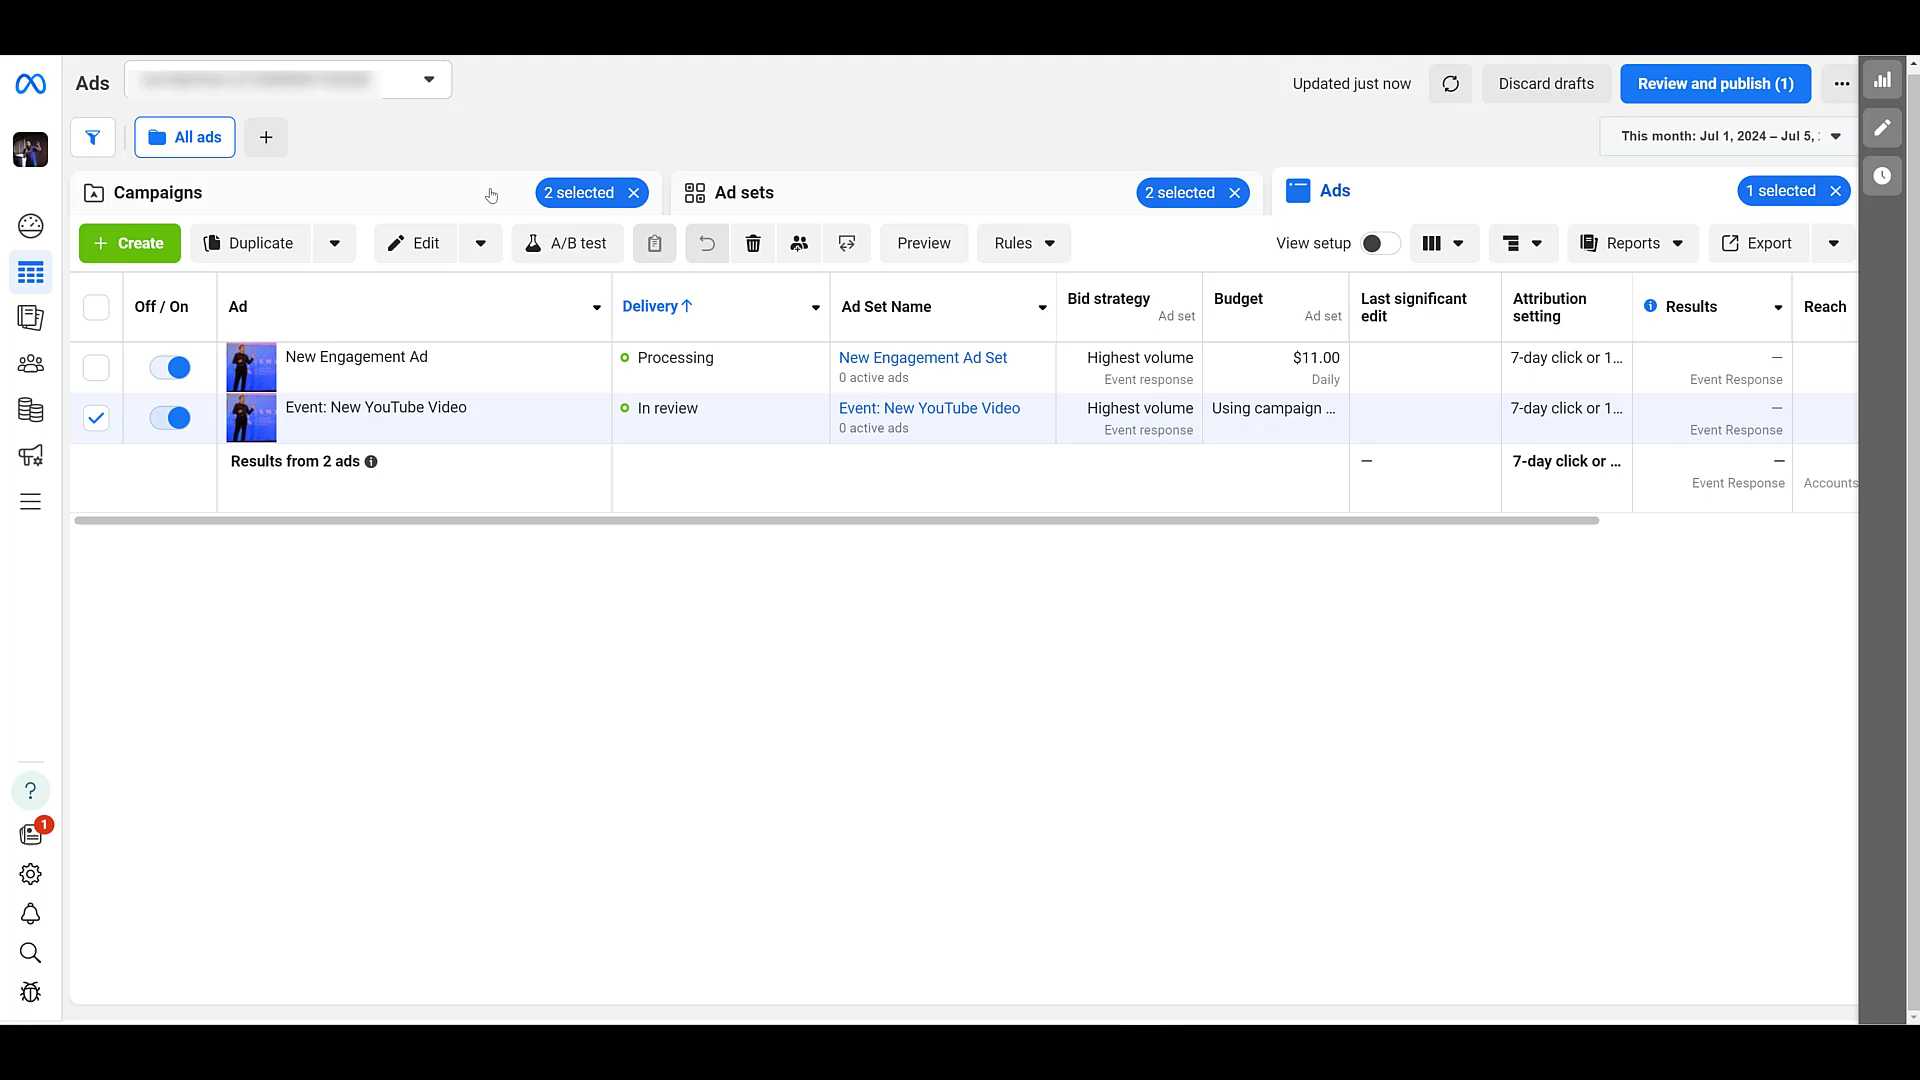 Ads
Updated just now
Discard drafts
Review and publish (1)
All ads
This month: Jul 1, 2024 – Jul 5, :
Campaigns
2 selected
Ad sets
2 selected
Ads
1 selected
Create
Duplicate
Edit
A/B test
Preview
Rules
View setup
Reports
Export
Off / On
Ad
Delivery↑
Ad Set Name
Bid strategy
Ad set
Budget
Ad set
Last significant
edit
Attribution
setting
Results
Reach
New Engagement Ad
Processing
New Engagement Ad Set
0 active ads
Highest volume
Event response
$11.00
Daily
7-day click or 1...
—
Event Response
Event: New YouTube Video
In review
Event: New YouTube Video
0 active ads
Highest volume
Event response
Using campaign ...
7-day click or 1...
—
Event Response
Results from 2 ads
—
7-day click or ...
—
Event Response
Accounts
?
1